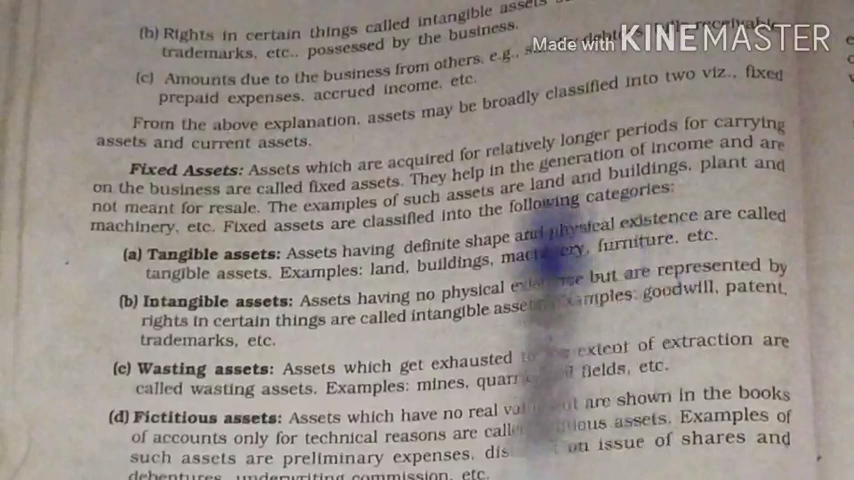 (b) Rights in certain things called intangible assets
trademarks, etc., possessed by the business.
Made with KINEMASTER
(c) Amounts due to the business from others, e.g., receivable,
prepaid expenses, accrued income, etc.
From the above explanation, assets may be broadly classified into two viz., fixed
assets and current assets.
Fixed Assets: Assets which are acquired for relatively longer periods for carrying
on the business are called fixed assets. They help in the generation of income and are
not meant for resale. The examples of such assets are land and buildings, plant and
machinery, etc. Fixed assets are classified into the following categories:
(a) Tangible assets: Assets having definite shape and physical existence are called
tangible assets. Examples: land, buildings, machinery, furniture, etc.
(b) Intangible assets: Assets having no physical but are represented by
rights in certain things are called intangible assets. Examples: goodwill, patent,
trademarks, etc.
(c) Wasting assets: Assets which get exhausted to extent of extraction are
called wasting assets. Examples: mines, fields, etc.
(d) Fictitious assets: Assets which have no real are shown in the books
of accounts only for technical reasons are assets. Examples of
such assets are preliminary expenses, on issue of shares and
debentures, underwriting commission, etc.